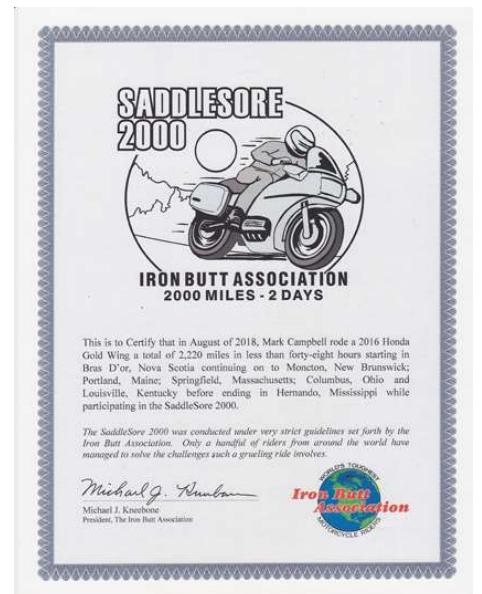 SADDLESORE
2000
IRON BUTT ASSOCIATION
2000 MILES - 2 DAYS
This is to Certify that in August of 2018, Mark Campbell rode a 2016 Honda
Gold Wing a total of 2,220 miles in less than forty-eight hours starting in
Bras D'or, Nova Scotia continuing on to Moncton, New Brunswick;
Portland, Maine; Springfield, Massachusetts; Columbus, Ohio and
Louisville, Kentucky before ending in Hernando, Mississippi while
participating in the SaddleSore 2000.
The SaddleSore 2000 was conducted under very strict guidelines set forth by the
Iron Butt Association. Only a handful of riders from around the world have
managed to solve the challenges such a grueling ride involves.
Michael J. Kneebone
Michael J. Kneebone
President, The Iron Butt Association
WORLD'S TOUGHEST
Iron Butt
Association
MOTORCYCLE RIDERS